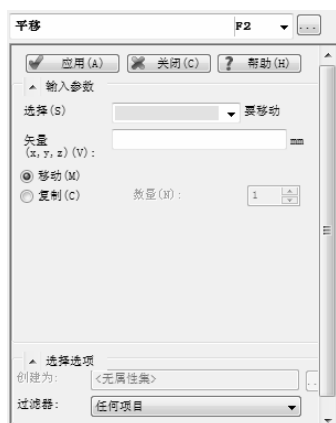 平移 F2 ...
应用(A) 关闭(C) ? 帮助(H)
输入参数
选择(S) 要移动
矢量
(x,y,z)(V): mm
移动(M)
复制(C) 数量(N): 1
选择选项
创建为: <无属性集>
过滤器: 任何项目